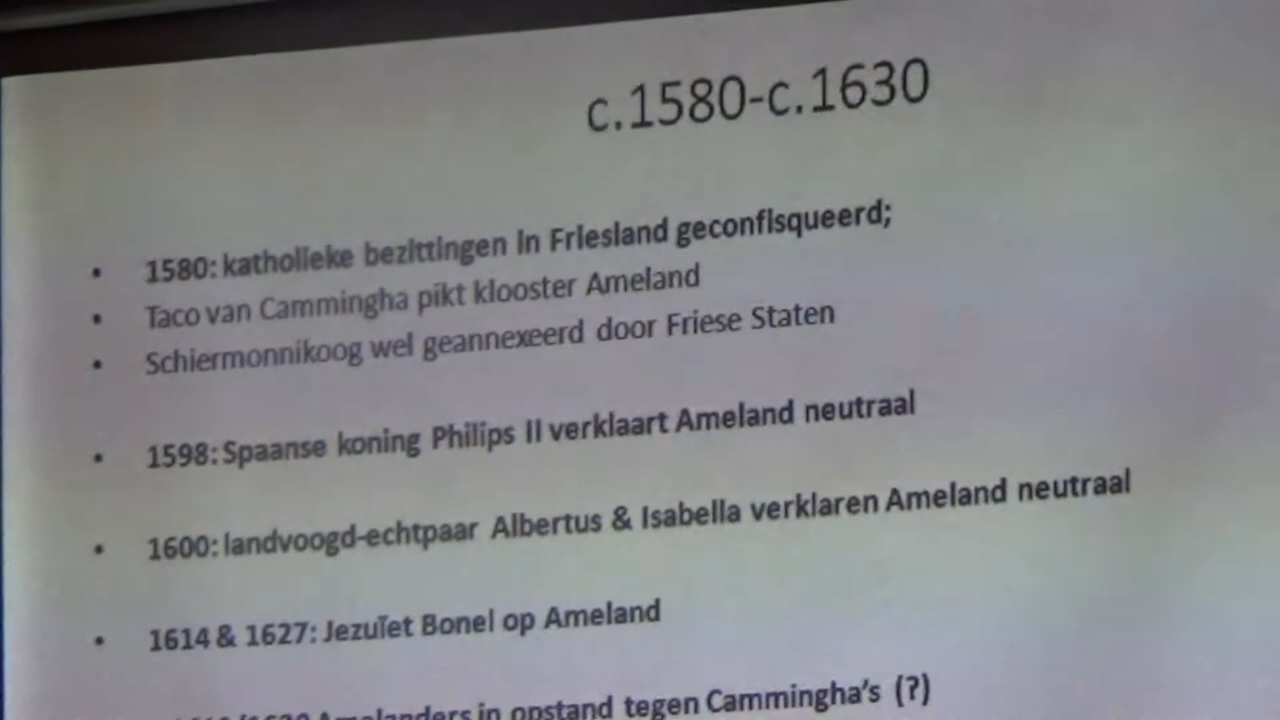 c.1580-c.1630
• 1580: katholieke bezittingen in Friesland geconfisqueerd;
• Taco van Cammingha pikt klooster Ameland
• Schiermonnikoog wel geannexeerd door Friese Staten
• 1598: Spaanse koning Philips II verklaart Ameland neutraal
• 1600: landvoogd-echtpaar Albertus & Isabella verklaren Ameland neutraal
• 1614 & 1627: Jezuïet Bonel op Ameland
Amelanders in opstand tegen Cammingha's (?)